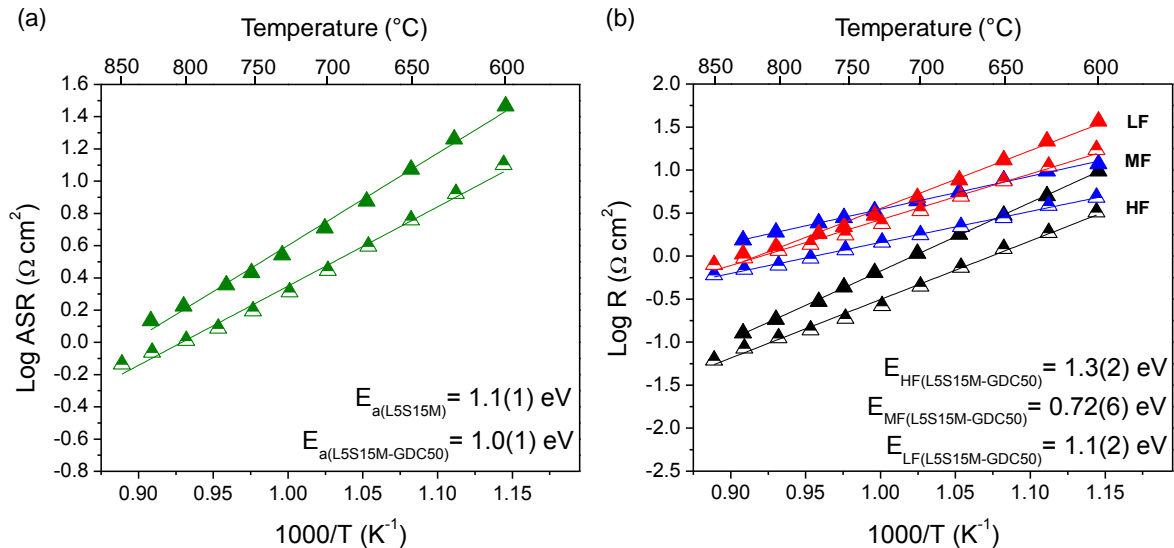 (a)
Temperature (°C)
850 800 750 700 650 600
1.6
1.4
1.2
1.0
0.8
0.6
0.4
0.2
0.0
-0.2
-0.4
-0.6
-0.8
Log ASR (Ω cm²)
Ea(L5S15M) = 1.1(1) eV
Ea(L5S15M-GDC50) = 1.0(1) eV
0.90 0.95 1.00 1.05 1.10 1.15
1000/T (K⁻¹)
(b)
Temperature (°C)
850 800 750 700 650 600
2.0
1.5
1.0
0.5
0.0
-0.5
-1.0
-1.5
-2.0
-2.5
Log R (Ω cm²)
LF
MF
HF
EHF(L5S15M-GDC50) = 1.3(2) eV
EMF(L5S15M-GDC50) = 0.72(6) eV
ELF(L5S15M-GDC50) = 1.1(2) eV
0.90 0.95 1.00 1.05 1.10 1.15
1000/T (K⁻¹)